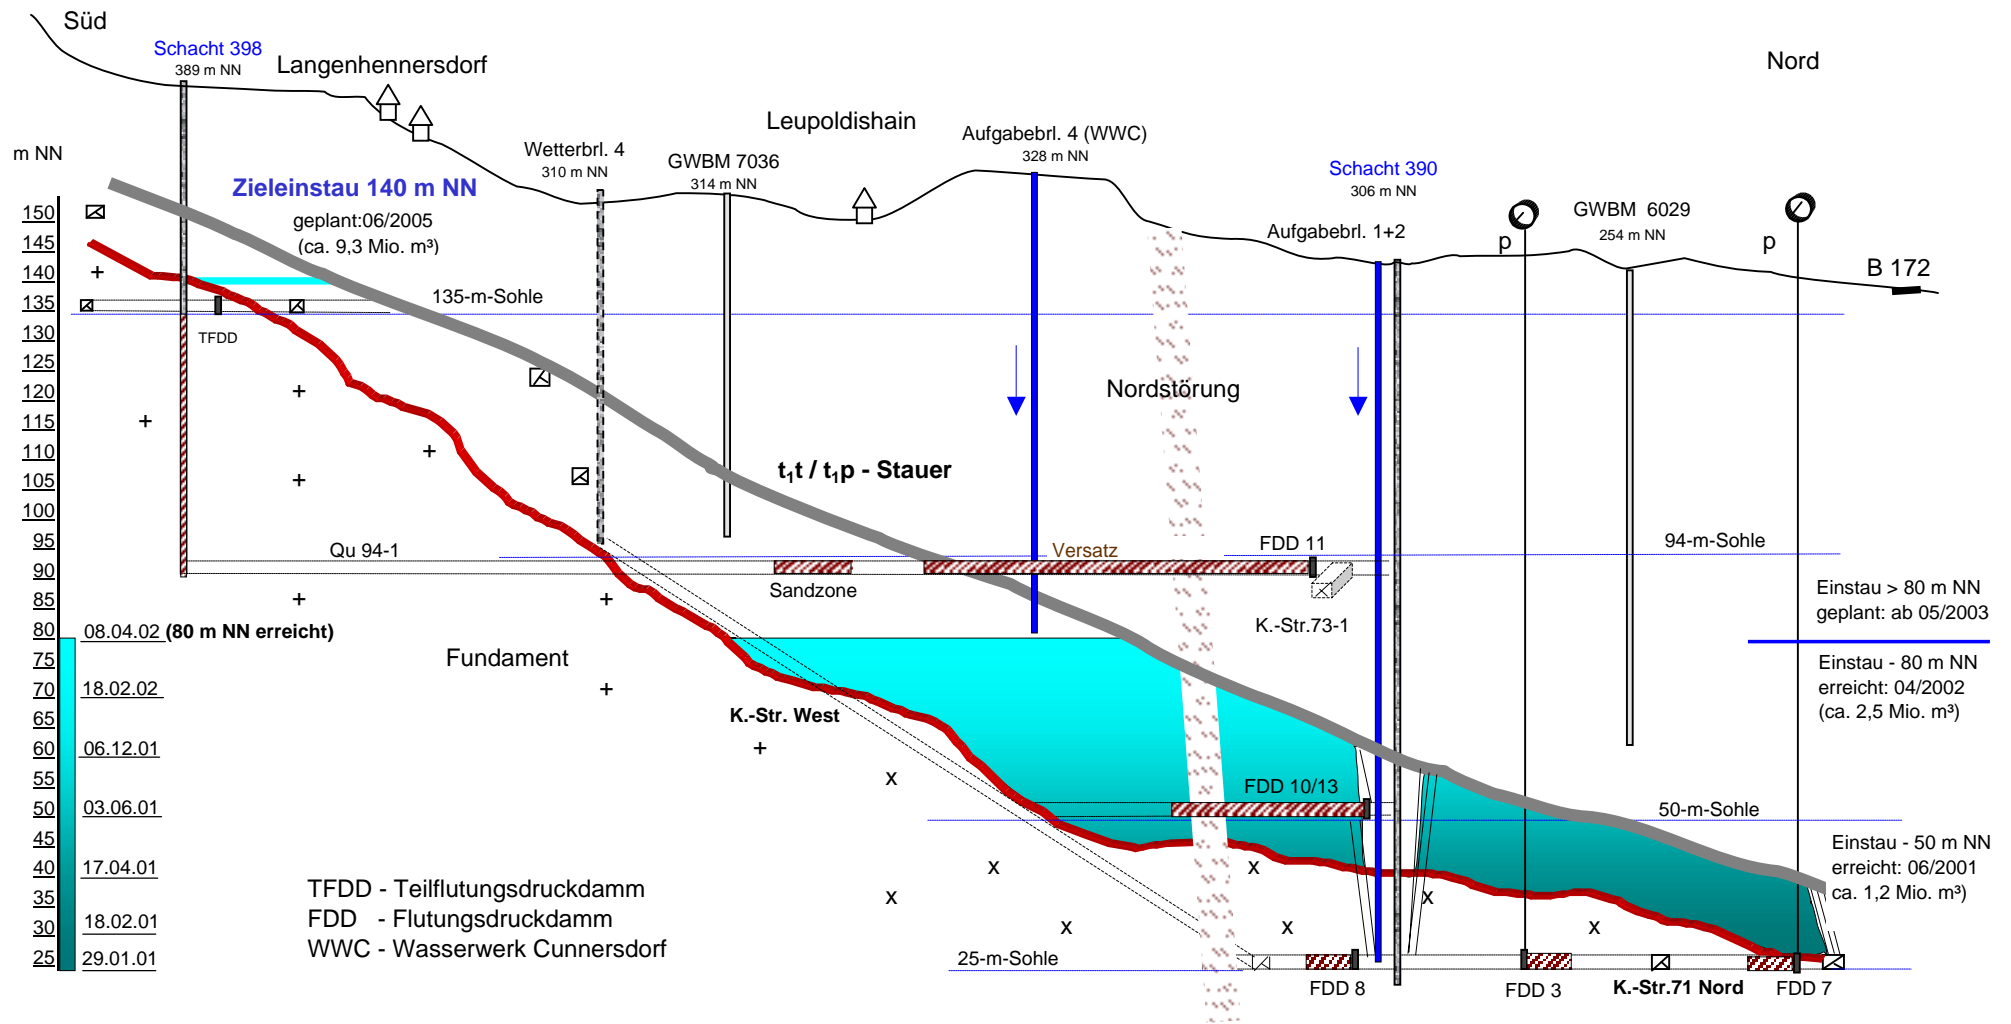 Süd
Nord
Schacht 398
389 m NN
Langenhennersdorf
Leupoldishain
Aufgabebrl. 4 (WWC)
328 m NN
Wetterbrl. 4
310 m NN
GWBM 7036
314 m NN
Schacht 390
306 m NN
Aufgabebrl. 1+2
GWBM 6029
254 m NN
p
p
B 172
m NN
Zieleinstau 140 m NN
geplant:06/2005
(ca. 9,3 Mio. m³)
150
145
140
135
130
125
120
115
110
105
100
95
90
85
80
75
70
65
60
55
50
45
40
35
30
25
135-m-Sohle
TFDD
Nordstörung
t₁t / t₁p - Stauer
Qu 94-1
Versatz
FDD 11
94-m-Sohle
Sandzone
K.-Str.73-1
Einstau > 80 m NN
geplant: ab 05/2003
08.04.02 (80 m NN erreicht)
18.02.02
06.12.01
03.06.01
17.04.01
18.02.01
29.01.01
Fundament
Einstau - 80 m NN
erreicht: 04/2002
(ca. 2,5 Mio. m³)
K.-Str. West
FDD 10/13
50-m-Sohle
Einstau - 50 m NN
erreicht: 06/2001
ca. 1,2 Mio. m³)
TFDD - Teilflutungsdruckdamm
FDD - Flutungsdruckdamm
WWC - Wasserwerk Cunnersdorf
25-m-Sohle
FDD 8
FDD 3
K.-Str.71 Nord
FDD 7